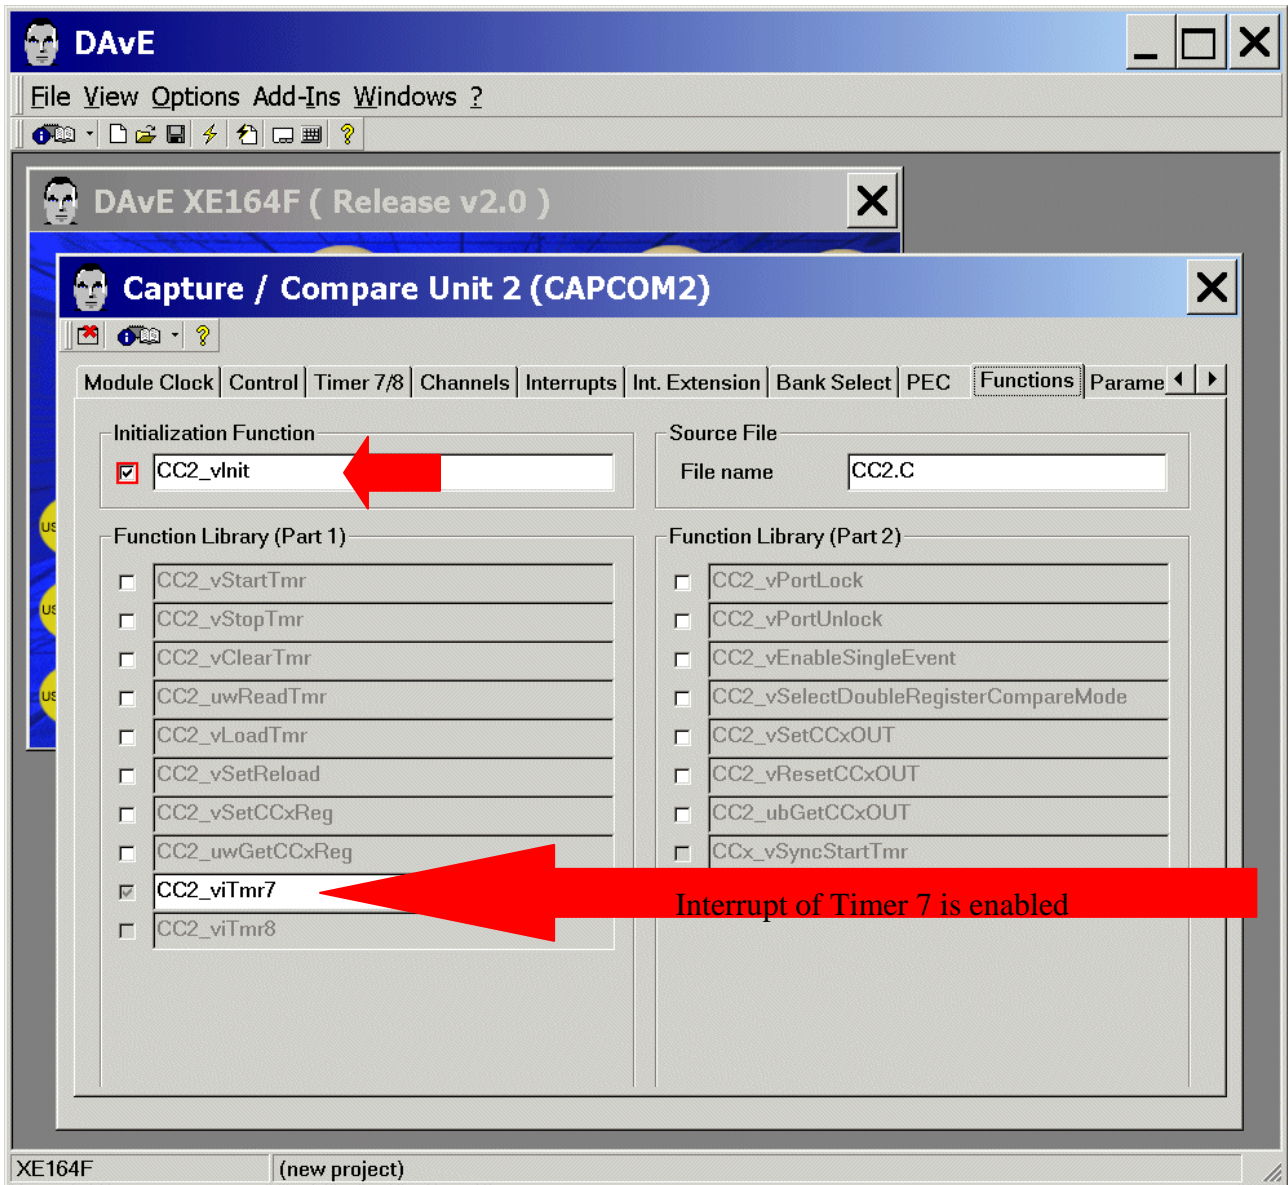 DAvE
File View Options Add-Ins Windows ?
DAvE XE164F ( Release v2.0 )
Capture / Compare Unit 2 (CAPCOM2)
Module Clock Control Timer 7/8 Channels Interrupts Int. Extension Bank Select PEC Functions Parame
Initialization Function
CC2_vInit
Source File
File name CC2.C
Function Library (Part 1)
CC2_vStartTmr
CC2_vStopTmr
CC2_vClearTmr
CC2_uwReadTmr
CC2_vLoadTmr
CC2_vSetReload
CC2_vSetCCxReg
CC2_uwGetCCxReg
CC2_viTmr7
CC2_viTmr8
Function Library (Part 2)
CC2_vPortLock
CC2_vPortUnlock
CC2_vEnableSingleEvent
CC2_vSelectDoubleRegisterCompareMode
CC2_vSetCCxOUT
CC2_vResetCCxOUT
CC2_ubGetCCxOUT
CCx_vSyncStartTmr
Interrupt of Timer 7 is enabled
US
US
US
XE164F (new project)